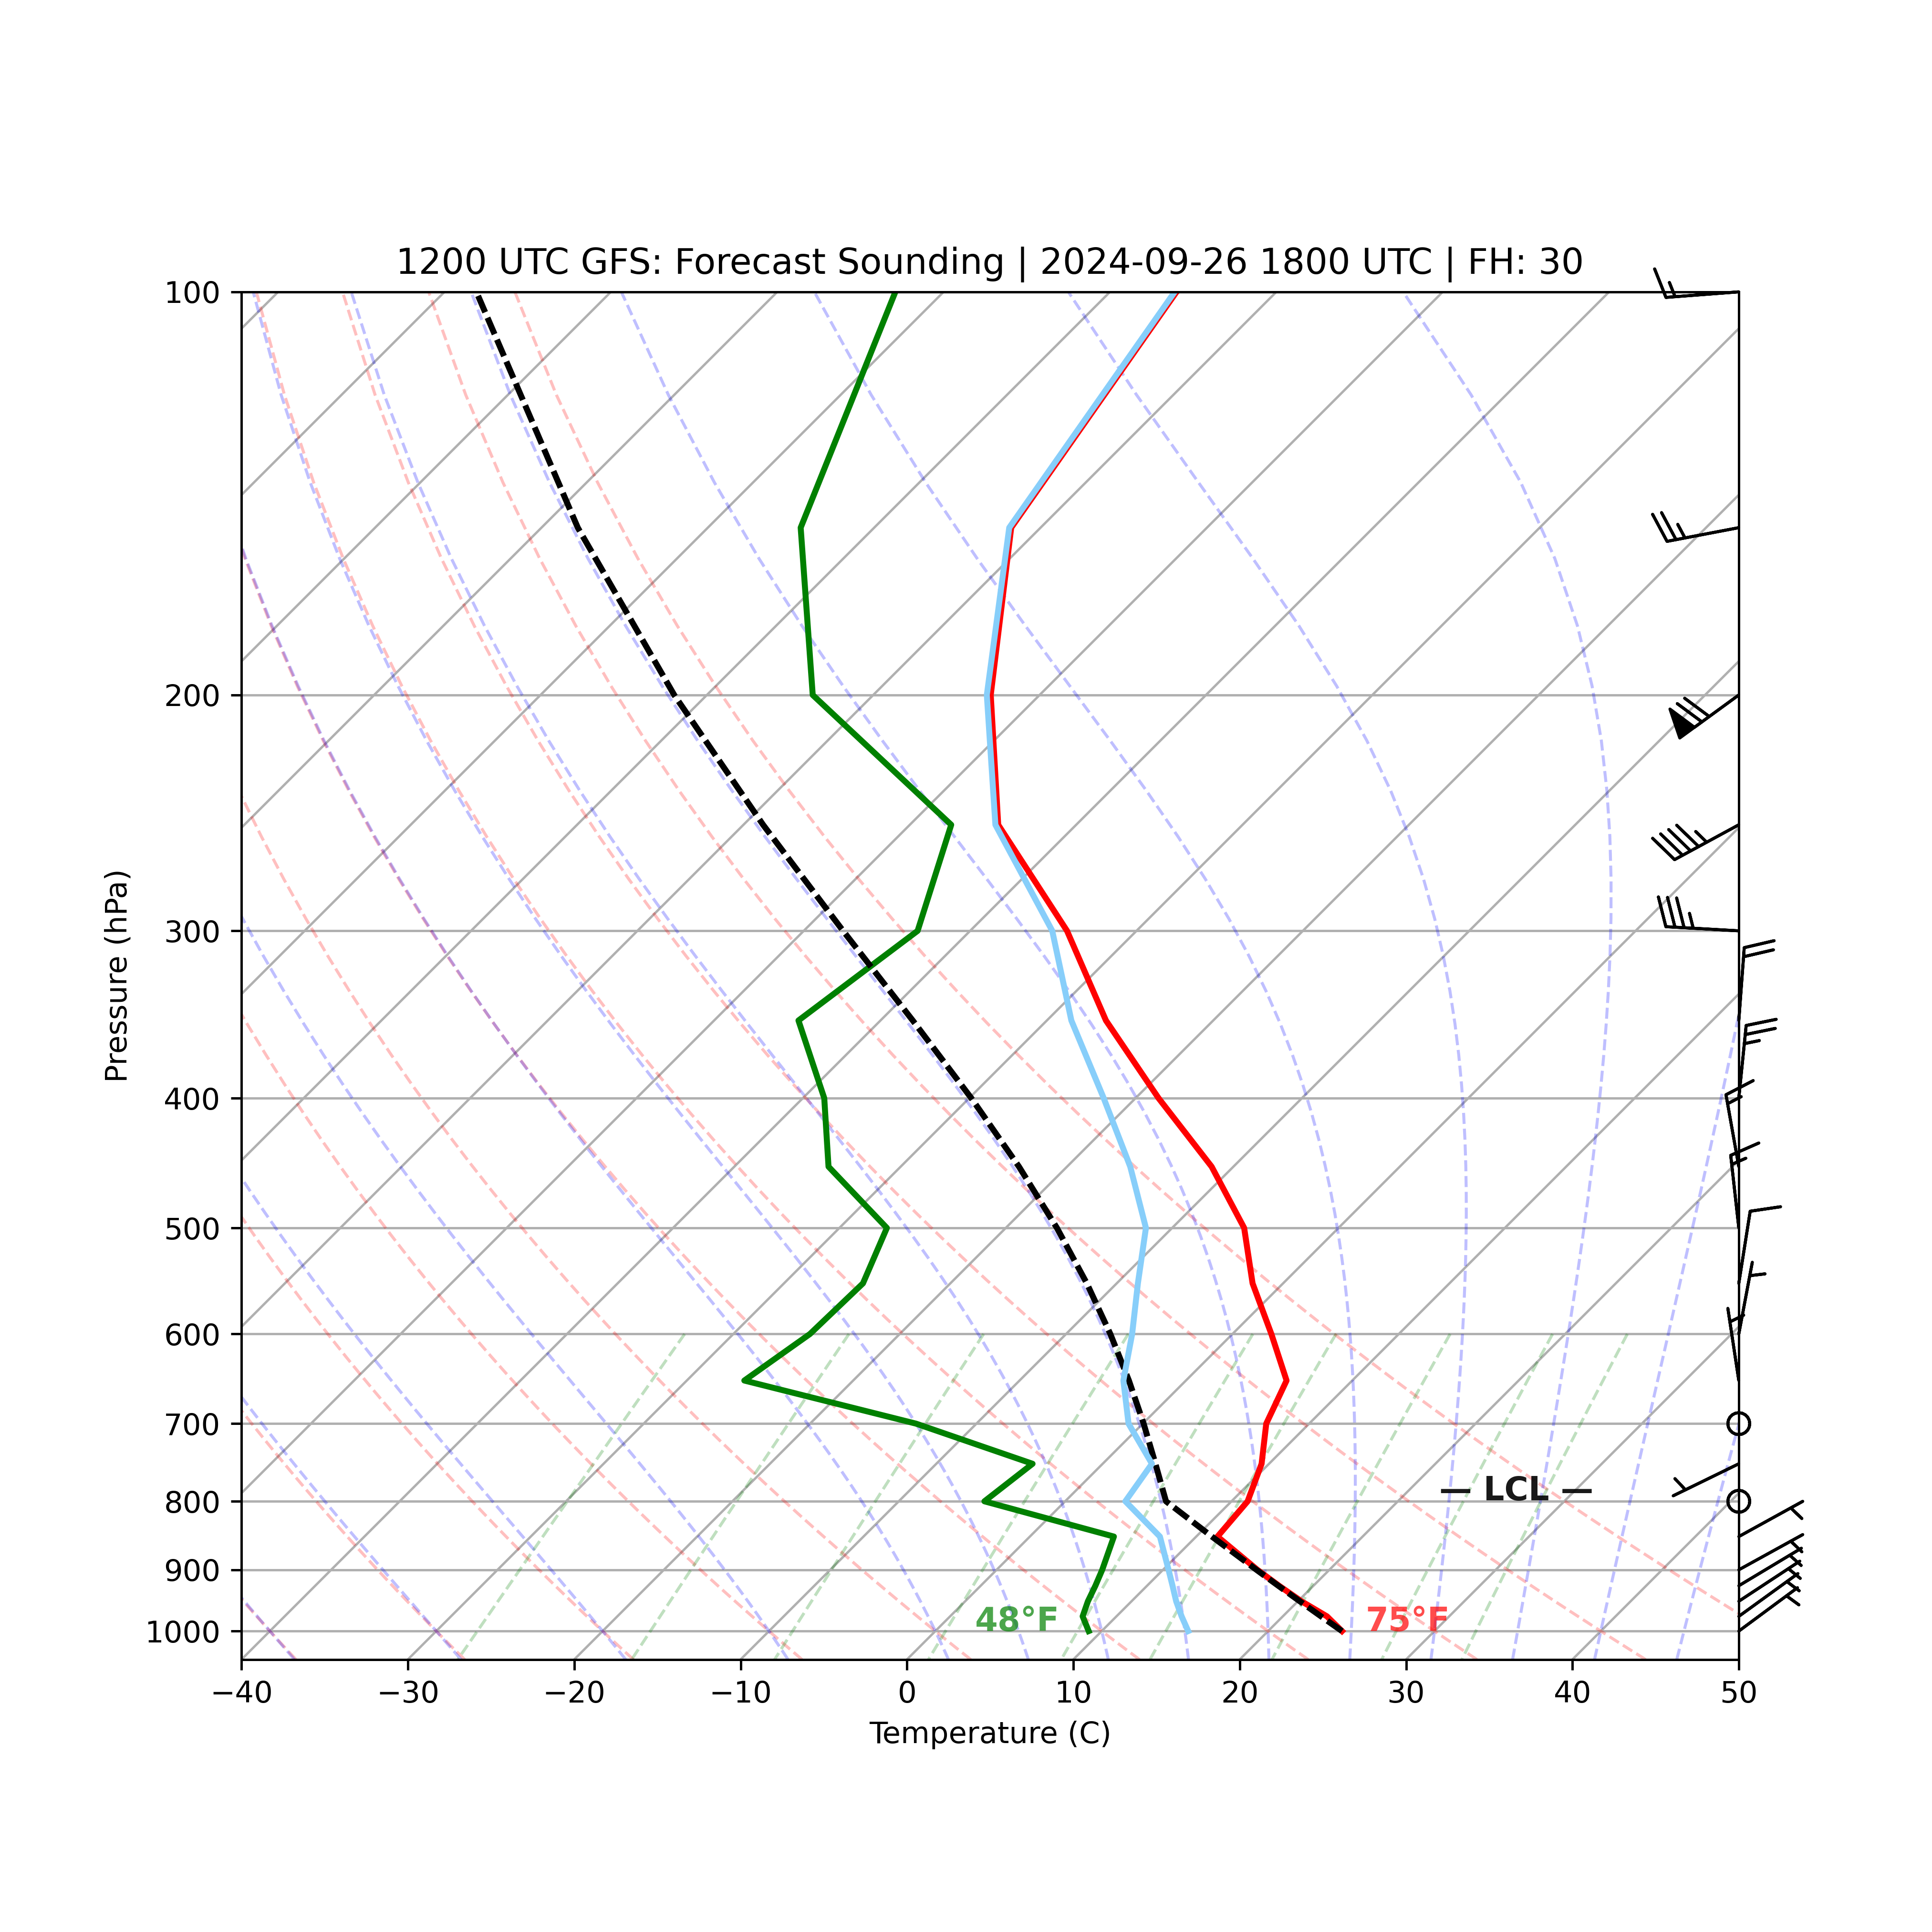 1200 UTC GFS: Forecast Sounding | 2024-09-26 1800 UTC | FH: 30
100
200
300
400
500
600
700
800
900
1000
Pressure (hPa)
— LCL —
48°F
75°F
−40 −30 −20 −10 0 10 20 30 40 50
Temperature (C)